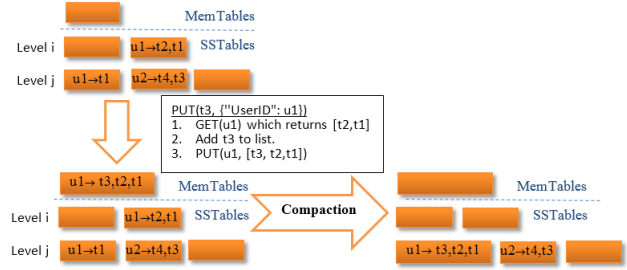 MemTables
Level i u1→t2,t1 SSTables
Level j u1→t1 u2→t4,t3
PUT(t3, {"UserID": u1})
1. GET(u1) which returns [t2,t1]
2. Add t3 to list.
3. PUT(u1, [t3, t2,t1])
u1→ t3,t2,t1 MemTables
Level i u1→t2,t1 SSTables
Level j u1→t1 u2→t4,t3
Compaction
MemTables
SSTables
u1→ t3,t2,t1 u2→t4,t3